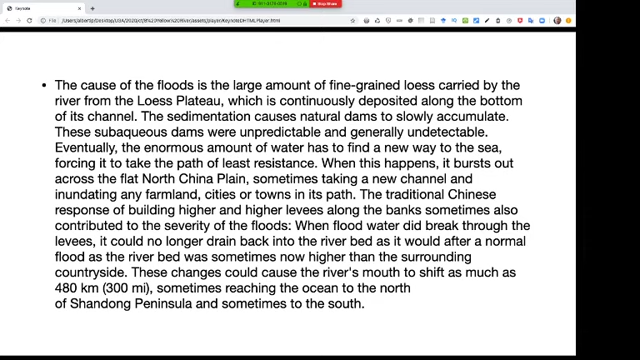 Keynote
Stop Share
• The cause of the floods is the large amount of fine-grained loess carried by the
river from the Loess Plateau, which is continuously deposited along the bottom
of its channel. The sedimentation causes natural dams to slowly accumulate.
These subaqueous dams were unpredictable and generally undetectable.
Eventually, the enormous amount of water has to find a new way to the sea,
forcing it to take the path of least resistance. When this happens, it bursts out
across the flat North China Plain, sometimes taking a new channel and
inundating any farmland, cities or towns in its path. The traditional Chinese
response of building higher and higher levees along the banks sometimes also
contributed to the severity of the floods: When flood water did break through the
levees, it could no longer drain back into the river bed as it would after a normal
flood as the river bed was sometimes now higher than the surrounding
countryside. These changes could cause the river's mouth to shift as much as
480 km (300 mi), sometimes reaching the ocean to the north
of Shandong Peninsula and sometimes to the south.